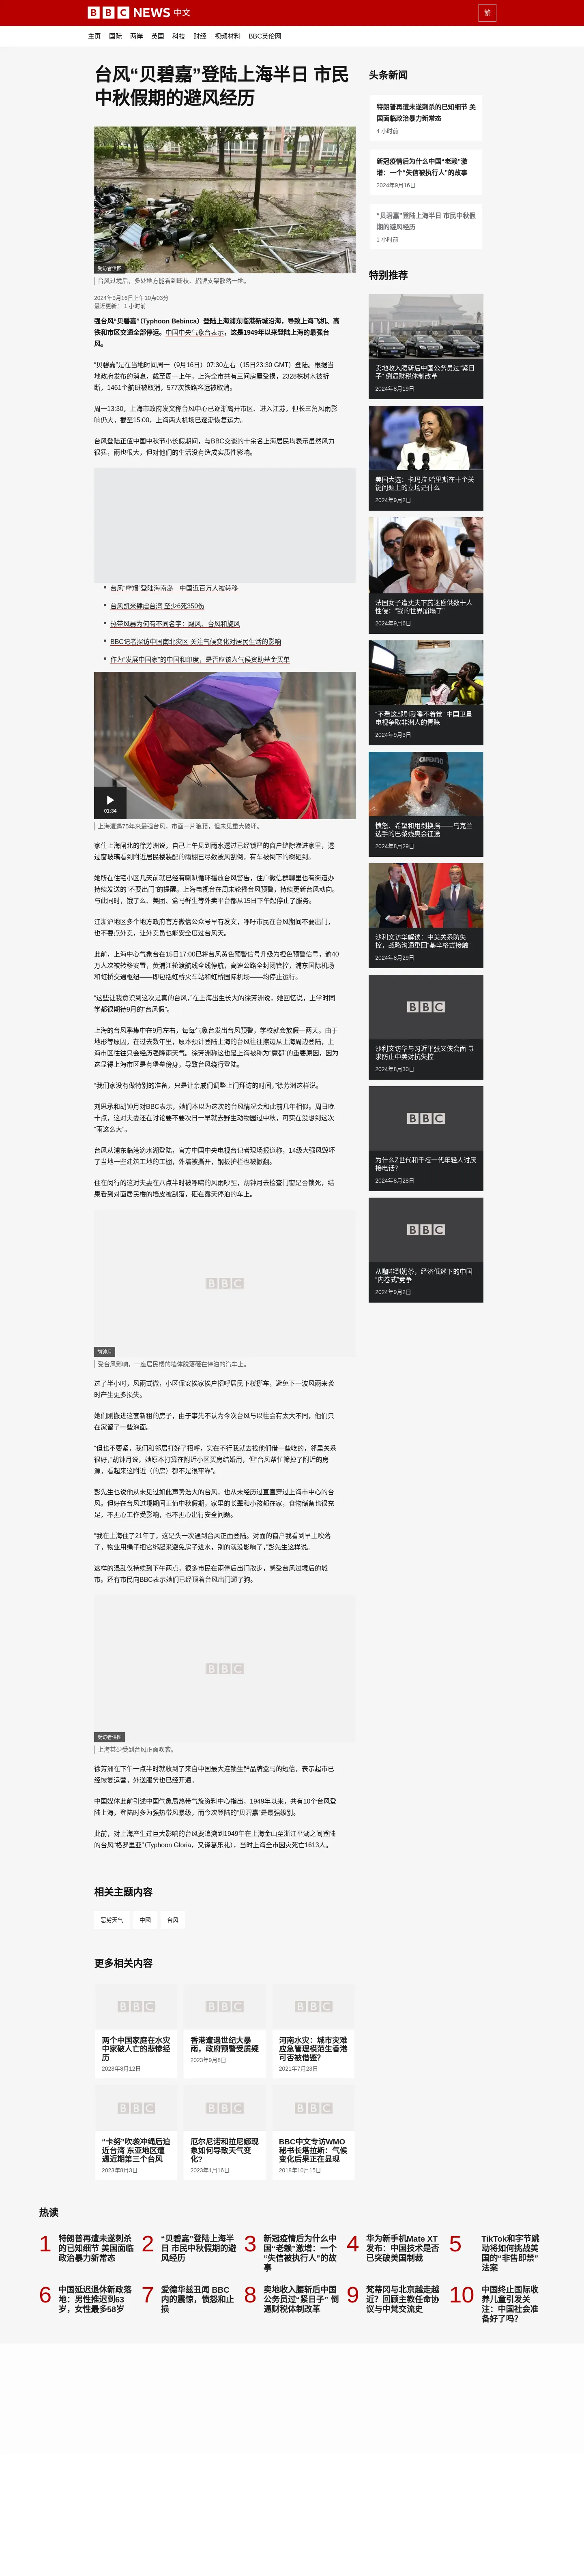 BBC NEWS 中文
繁
主页 国际 两岸 英国 科技 财经 视频材料 BBC英伦网
台风“贝碧嘉”登陆上海半日 市民
中秋假期的避风经历
受访者供图
台风过境后，多处地方能看到断枝、招牌支架散落一地。
2024年9月16日上午10点03分
最近更新： 1 小时前
强台风“贝碧嘉”（Typhoon Bebinca）登陆上海浦东临港新城沿海，导致上海飞机、高
铁和市区交通全部停运。中国中央气象台表示，这是1949年以来登陆上海的最强台
风。
“贝碧嘉”是在当地时间周一（9月16日）07:30左右（15日23:30 GMT）登陆。根据当
地政府发布的消息，截至周一上午，上海全市共有三间房屋受损，2328株树木被折
断，1461个航班被取消，577次铁路客运被取消。
周一13:30，上海市政府发文称台风中心已逐渐离开市区、进入江苏，但长三角风雨影
响仍大，截至15:00，上海两大机场已逐渐恢复运力。
台风登陆正值中国中秋节小长假期间，与BBC交谈的十余名上海居民均表示虽然风力
很猛，雨也很大，但对他们的生活没有造成实质性影响。
台风“摩羯”登陆海南岛　中国近百万人被转移
台风凯米肆虐台湾 至少6死350伤
热带风暴为何有不同名字：飓风、台风和旋风
BBC记者探访中国南北灾区 关注气候变化对居民生活的影响
作为“发展中国家”的中国和印度，是否应该为气候资助基金买单
01:34
上海遭遇75年来最强台风，市面一片狼藉，但未见重大破坏。
家住上海闸北的徐芳洲说，自己上午见到雨水透过已经锁严的窗户缝隙渗进家里，透
过窗玻璃看到附近居民楼装配的雨棚已尽数被风刮倒，有车被倒下的树砸到。
她所在住宅小区几天前就已经有喇叭循环播放台风警告，住户微信群聊里也有街道办
持续发送的“不要出门”的提醒。上海电视台在周末轮播台风预警，持续更新台风动向。
与此同时，饿了么、美团、盒马鲜生等外卖平台都从15日下午起停止了服务。
江浙沪地区多个地方政府官方微信公众号早有发文，呼吁市民在台风期间不要出门，
也不要点外卖，让外卖员也能安全度过台风天。
此前，上海中心气象台在15日17:00已将台风黄色预警信号升级为橙色预警信号，逾40
万人次被转移安置，黄浦江轮渡航线全线停航，高速公路全封闭管控，浦东国际机场
和虹桥交通枢纽——即包括虹桥火车站和虹桥国际机场——均停止运行。
“这些让我意识到这次是真的台风，”在上海出生长大的徐芳洲说，她回忆说，上学时同
学都很期待9月的“台风假”。
上海的台风季集中在9月左右，每每气象台发出台风预警，学校就会放假一两天。由于
地形等原因，在过去数年里，原本预计登陆上海的台风往往擦边从上海周边登陆，上
海市区往往只会经历强降雨天气。徐芳洲称这也是上海被称为“魔都”的重要原因，因为
这显得上海市区是有堡垒傍身，导致台风绕行登陆。
“我们家没有做特别的准备，只是让亲戚们调整上门拜访的时间，”徐芳洲这样说。
刘思承和胡钟月对BBC表示，她们本以为这次的台风情况会和此前几年相似。周日晚
十点，这对夫妻还在讨论要不要次日一早就去野生动物园过中秋，可实在没想到这次
“雨这么大”。
台风从浦东临港滴水湖登陆，官方中国中央电视台记者现场报道称，14级大强风毁坏
了当地一些建筑工地的工棚，外墙被撕开，钢板护栏也被掀翻。
住在闵行的这对夫妻在八点半时被呼啸的风雨吵醒，胡钟月去检查门窗是否锁死，结
果看到对面居民楼的墙皮被刮落，砸在露天停泊的车上。
BBC
胡钟月
受台风影响，一座居民楼的墙体脱落砸在停泊的汽车上。
过了半小时，风雨式微，小区保安挨家挨户招呼居民下楼挪车，避免下一波风雨来袭
时产生更多损失。
她们刚搬进这套新租的房子，由于事先不认为今次台风与以往会有太大不同，他们只
在家留了一些泡面。
“但也不要紧，我们和邻居打好了招呼，实在不行我就去找他们借一些吃的，邻里关系
很好，”胡钟月说，她原本打算在附近小区买房结婚用，但“台风帮忙筛掉了附近的房
源，看起来这附近（的房）都不是很牢靠”。
彭先生也说他从未见过如此声势浩大的台风，也从未经历过直直穿过上海市中心的台
风。但好在台风过境期间正值中秋假期，家里的长辈和小孩都在家，食物储备也很充
足，不担心工作受影响，也不担心出行安全问题。
“我在上海住了21年了，这是头一次遇到台风正面登陆。对面的窗户我看到早上吹落
了，物业用绳子把它绑起来避免房子进水，别的就没影响了，”彭先生这样说。
这样的混乱仅持续到下午两点，很多市民在雨停后出门散步，感受台风过境后的城
市。还有市民向BBC表示她们已经顶着台风出门遛了狗。
BBC
受访者供图
上海甚少受到台风正面吹袭。
徐芳洲在下午一点半时就收到了来自中国最大连锁生鲜品牌盒马的短信，表示超市已
经恢复运营，外送服务也已经开通。
中国媒体此前引述中国气象局热带气旋资料中心指出，1949年以来，共有10个台风登
陆上海，登陆时多为强热带风暴级，而今次登陆的“贝碧嘉”是最强级别。
此前，对上海产生过巨大影响的台风要追溯到1949年在上海金山至浙江平湖之间登陆
的台风“格罗里亚”（Typhoon Gloria，又译葛乐礼），当时上海全市因灾死亡1613人。
相关主题内容
恶劣天气 中國 台风
更多相关内容
BBC
两个中国家庭在水灾
中家破人亡的悲惨经
历
2023年8月12日
BBC
香港遭遇世纪大暴
雨，政府预警受质疑
2023年9月8日
BBC
河南水灾：城市灾难
应急管理模范生香港
可否被借鉴？
2021年7月23日
BBC
“卡努”吹袭冲绳后迫
近台湾 东亚地区遭
遇近期第三个台风
2023年8月3日
BBC
厄尔尼诺和拉尼娜现
象如何导致天气变
化?
2023年1月16日
BBC
BBC中文专访WMO
秘书长塔拉斯：气候
变化后果正在显现
2018年10月15日
头条新闻
特朗普再遭未遂刺杀的已知细节 美
国面临政治暴力新常态
4 小时前
新冠疫情后为什么中国“老赖”激
增：一个“失信被执行人”的故事
2024年9月16日
“贝碧嘉”登陆上海半日 市民中秋假
期的避风经历
1 小时前
特别推荐
卖地收入腰斩后中国公务员过“紧日
子” 倒逼财税体制改革
2024年8月19日
美国大选：卡玛拉·哈里斯在十个关
键问题上的立场是什么
2024年9月2日
法国女子遭丈夫下药迷昏供数十人
性侵：“我的世界崩塌了”
2024年9月6日
“不看这部剧我睡不着觉” 中国卫星
电视争取非洲人的青睐
2024年9月3日
愤怒、希望和用剑换挡——乌克兰
选手的巴黎残奥会征途
2024年8月29日
沙利文访华解读：中美关系防失
控，战略沟通重回“基辛格式接触”
2024年8月29日
BBC
沙利文访华与习近平张又侠会面 寻
求防止中美对抗失控
2024年8月30日
BBC
为什么Z世代和千禧一代年轻人讨厌
接电话？
2024年8月28日
BBC
从咖啡到奶茶，经济低迷下的中国
“内卷式”竞争
2024年9月2日
热读
1 特朗普再遭未遂刺杀
的已知细节 美国面临
政治暴力新常态
2 “贝碧嘉”登陆上海半
日 市民中秋假期的避
风经历
3 新冠疫情后为什么中
国“老赖”激增：一个
“失信被执行人”的故
事
4 华为新手机Mate XT
发布：中国技术是否
已突破美国制裁
5 TikTok和字节跳
动将如何挑战美
国的“非售即禁”
法案
6 中国延迟退休新政落
地：男性推迟到63
岁，女性最多58岁
7 爱德华兹丑闻 BBC
内的震惊，愤怒和止
损
8 卖地收入腰斩后中国
公务员过“紧日子” 倒
逼财税体制改革
9 梵蒂冈与北京越走越
近？回顾主教任命协
议与中梵交流史
10 中国终止国际收
养儿童引发关
注：中国社会准
备好了吗？